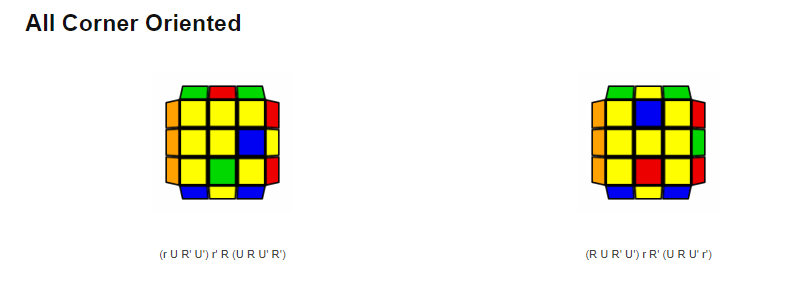 All Corner Oriented
(r U R' U') r' R (U R U' R')
(R U R' U') r R' (U R U' r')